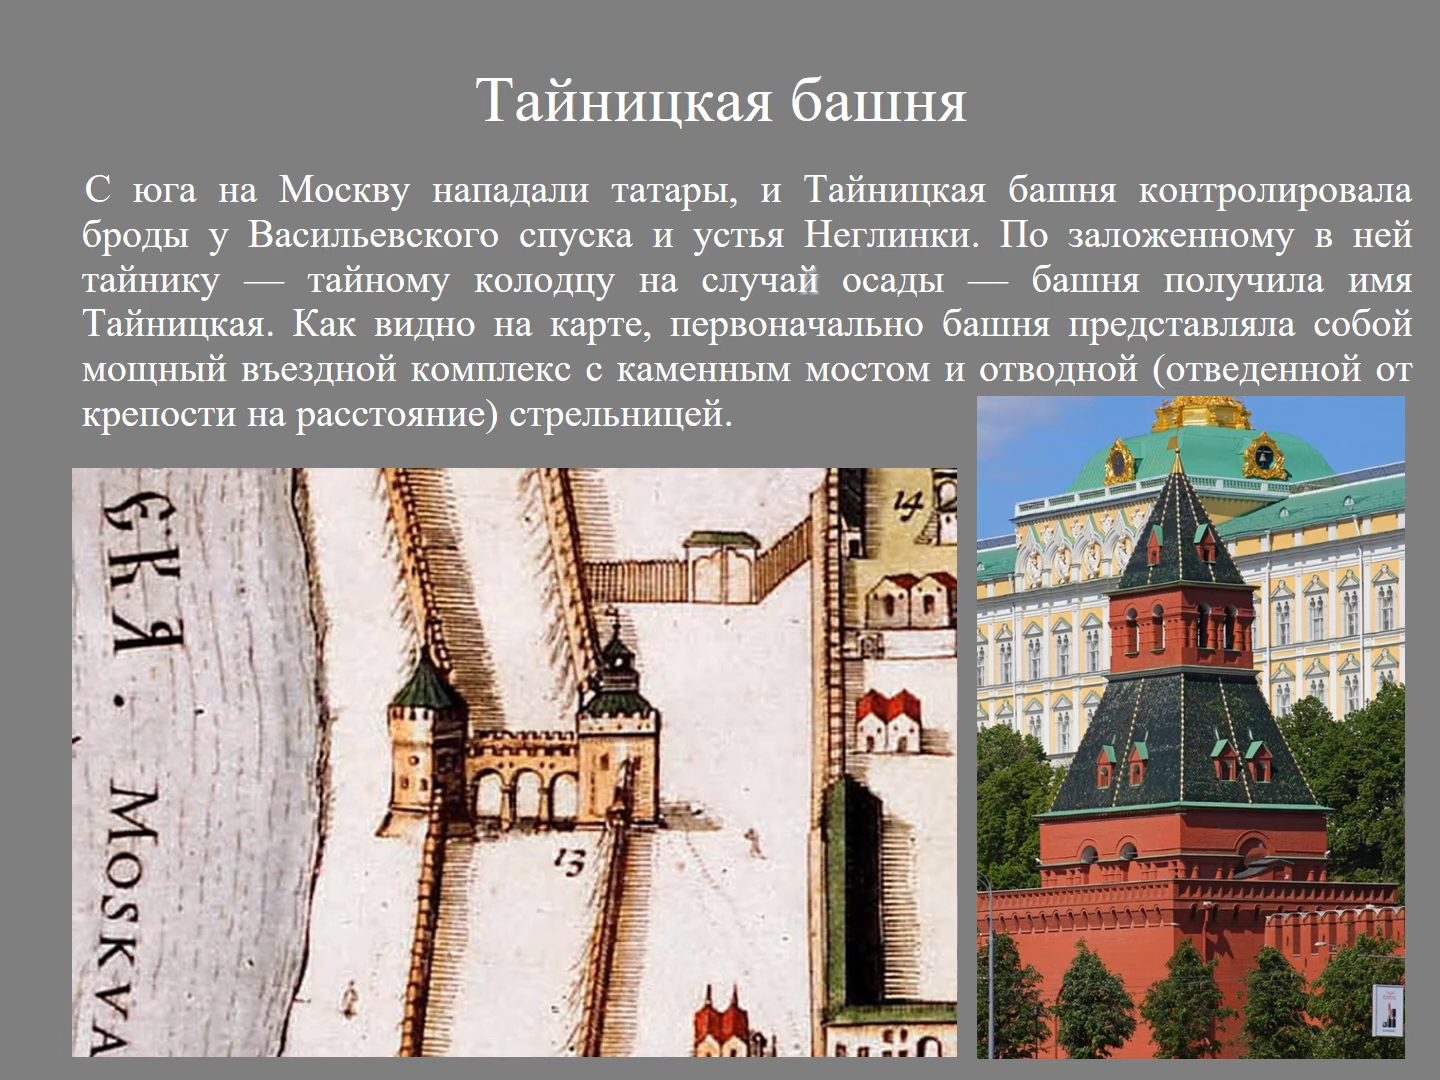 Тайницкая башня
С юга на Москву нападали татары, и Тайницкая башня контролировала
броды у Васильевского спуска и устья Неглинки. По заложенному в ней
тайнику — тайному колодцу на случай осады — башня получила имя
Тайницкая. Как видно на карте, первоначально башня представляла собой
мощный въездной комплекс с каменным мостом и отводной (отведенной от
крепости на расстояние) стрельницей.
14
13
MOSKVA